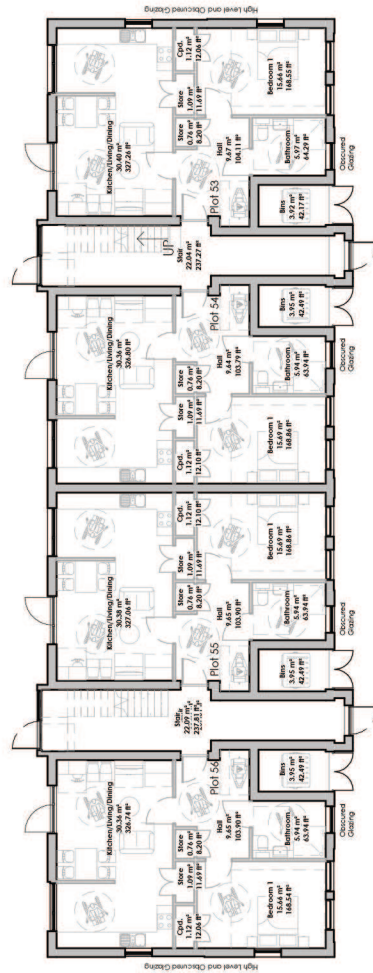 High Level and Obscured Glazing
Kitchen/Living/Dining
30.36 m²
326.74 ft²
Cpd.
1.12 m²
12.06 ft²
Store
1.09 m²
11.69 ft²
Store
0.76 m²
8.20 ft²
Plot 56
Hall
9.65 m²
103.90 ft²
Bedroom 1
15.66 m²
168.54 ft²
Bathroom
5.94 m²
63.94 ft²
Bins
3.95 m²
42.49 ft²
Obscured
Glazing
Stair
22.09 m²
237.81 ft²
Kitchen/Living/Dining
30.38 m²
327.06 ft²
Plot 55
Hall
9.65 m²
103.90 ft²
Store
0.76 m²
8.20 ft²
Store
1.09 m²
11.69 ft²
Cpd.
1.12 m²
12.10 ft²
Bins
3.95 m²
42.49 ft²
Bathroom
5.94 m²
63.94 ft²
Bedroom 1
15.69 m²
168.86 ft²
Obscured
Glazing
Kitchen/Living/Dining
30.36 m²
326.80 ft²
Cpd.
1.12 m²
12.10 ft²
Store
1.09 m²
11.69 ft²
Store
0.76 m²
8.20 ft²
Plot 54
Hall
9.64 m²
103.79 ft²
Bedroom 1
15.69 m²
168.86 ft²
Bathroom
5.94 m²
63.94 ft²
Bins
3.95 m²
42.49 ft²
Obscured
Glazing
UP
Stair
22.04 m²
237.27 ft²
Kitchen/Living/Dining
30.40 m²
327.26 ft²
Plot 53
Hall
9.67 m²
104.11 ft²
Store
0.76 m²
8.20 ft²
Store
1.09 m²
11.69 ft²
Cpd.
1.12 m²
12.06 ft²
Bins
3.92 m²
42.17 ft²
Bathroom
5.97 m²
64.29 ft²
Bedroom 1
15.66 m²
168.55 ft²
Obscured
Glazing
High Level and Obscured Glazing